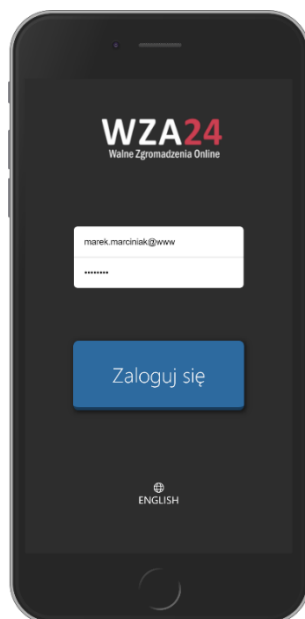 WZA24
Walne Zgromadzenia Online
marek.marciniak@www
••••••••
Zaloguj się
ENGLISH